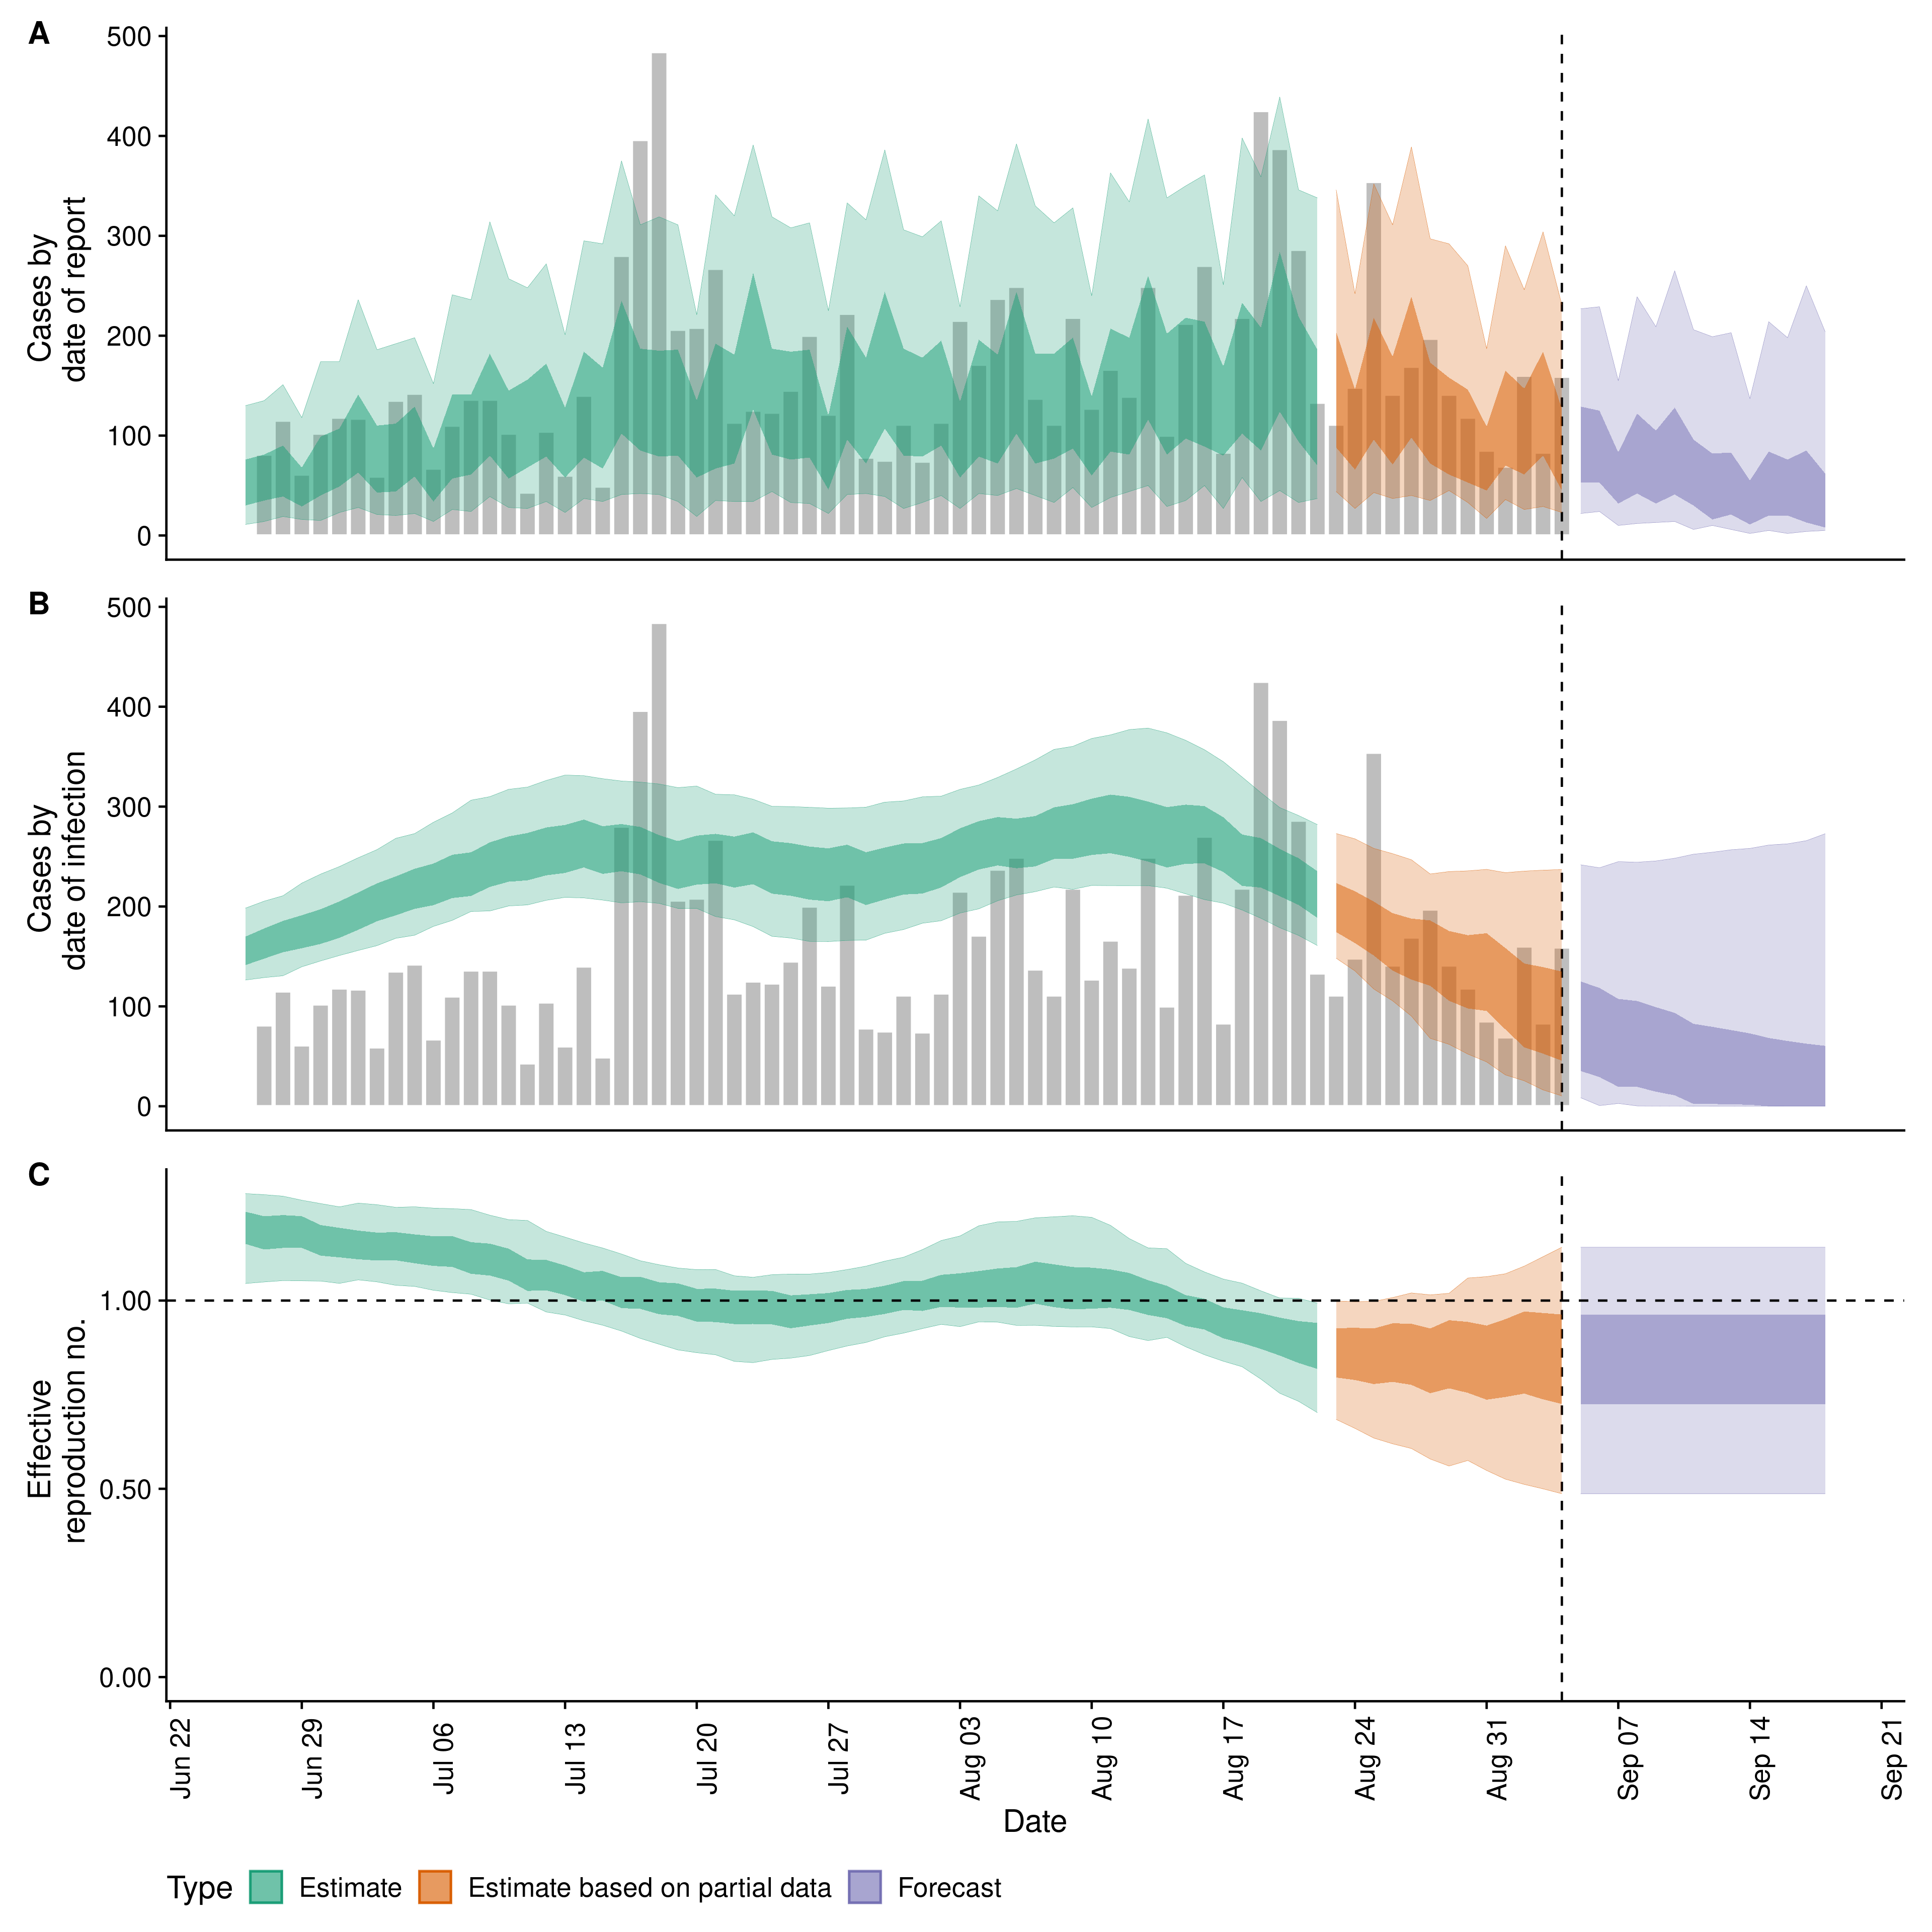 A
Cases by
date of report
500
400
300
200
100
0
B
Cases by
date of infection
500
400
300
200
100
0
C
Effective
reproduction no.
1.00
0.50
0.00
Jun 22
Jun 29
Jul 06
Jul 13
Jul 20
Jul 27
Aug 03
Aug 10
Aug 17
Aug 24
Aug 31
Sep 07
Sep 14
Sep 21
Date
Type Estimate Estimate based on partial data Forecast